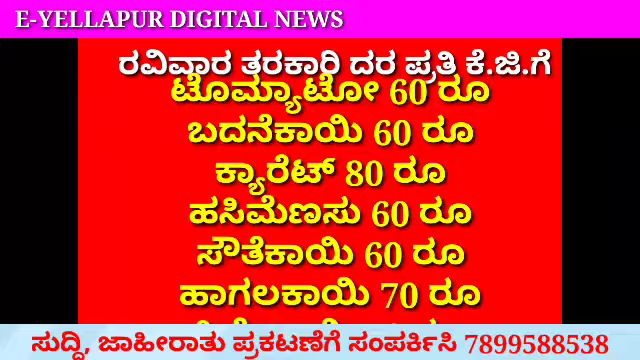 E-YELLAPUR DIGITAL NEWS
ರವಿವಾರ ತರಕಾರಿ ದರ ಪ್ರತಿ ಕೆ.ಜಿ.ಗೆ
ಟೊಮ್ಯಾಟೋ 60 ರೂ
ಬದನೆಕಾಯಿ 60 ರೂ
ಕ್ಯಾರೆಟ್ 80 ರೂ
ಹಸಿಮೆಣಸು 60 ರೂ
ಸೌತೆಕಾಯಿ 60 ರೂ
ಹಾಗಲಕಾಯಿ 70 ರೂ
ಸುದ್ದಿ, ಜಾಹೀರಾತು ಪ್ರಕಟಣೆಗೆ ಸಂಪರ್ಕಿಸಿ 7899588538